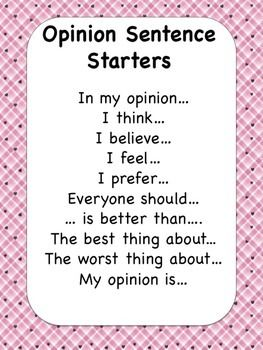 Opinion Sentence
Starters
In my opinion...
I think...
I believe...
I feel...
I prefer...
Everyone should...
... is better than....
The best thing about...
The worst thing about...
My opinion is...